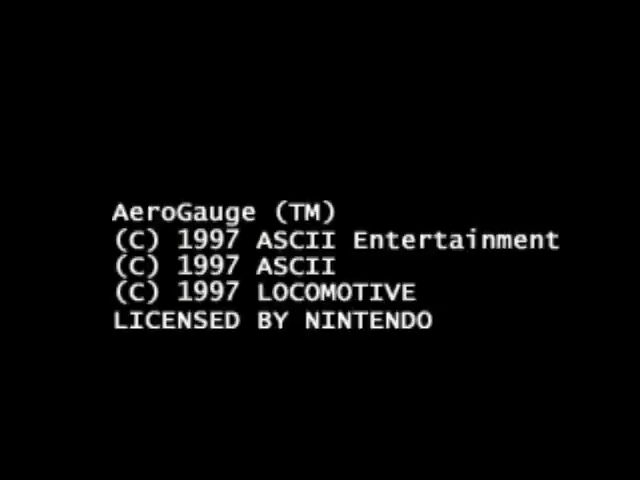 AeroGauge (TM)
(C) 1997 ASCII Entertainment
(C) 1997 ASCII
(C) 1997 LOCOMOTIVE
LICENSED BY NINTENDO